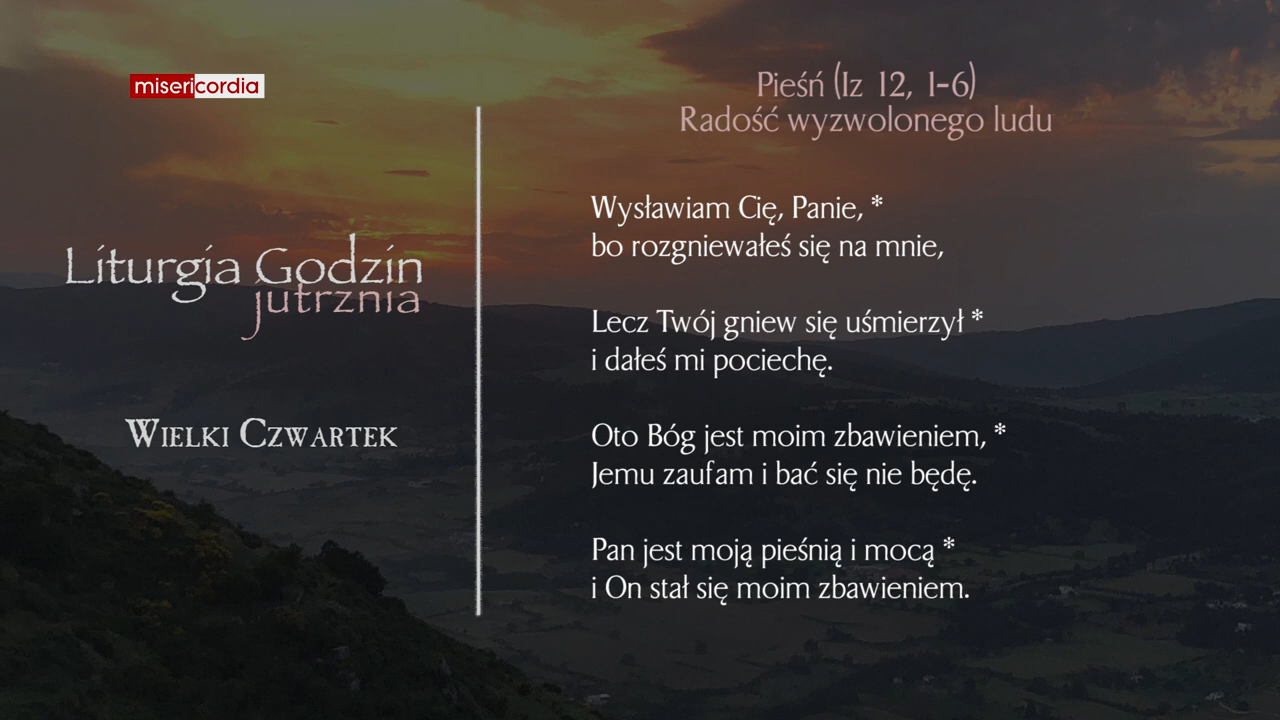 misericordia
Liturgia Godzin
jutrznia
Wielki Czwartek
Pieśń (Iz 12, 1-6)
Radość wyzwolonego ludu
Wysławiam Cię, Panie, *
bo rozgniewałeś się na mnie,
Lecz Twój gniew się uśmierzył *
i dałeś mi pociechę.
Oto Bóg jest moim zbawieniem, *
Jemu zaufam i bać się nie będę.
Pan jest moją pieśnią i mocą *
i On stał się moim zbawieniem.